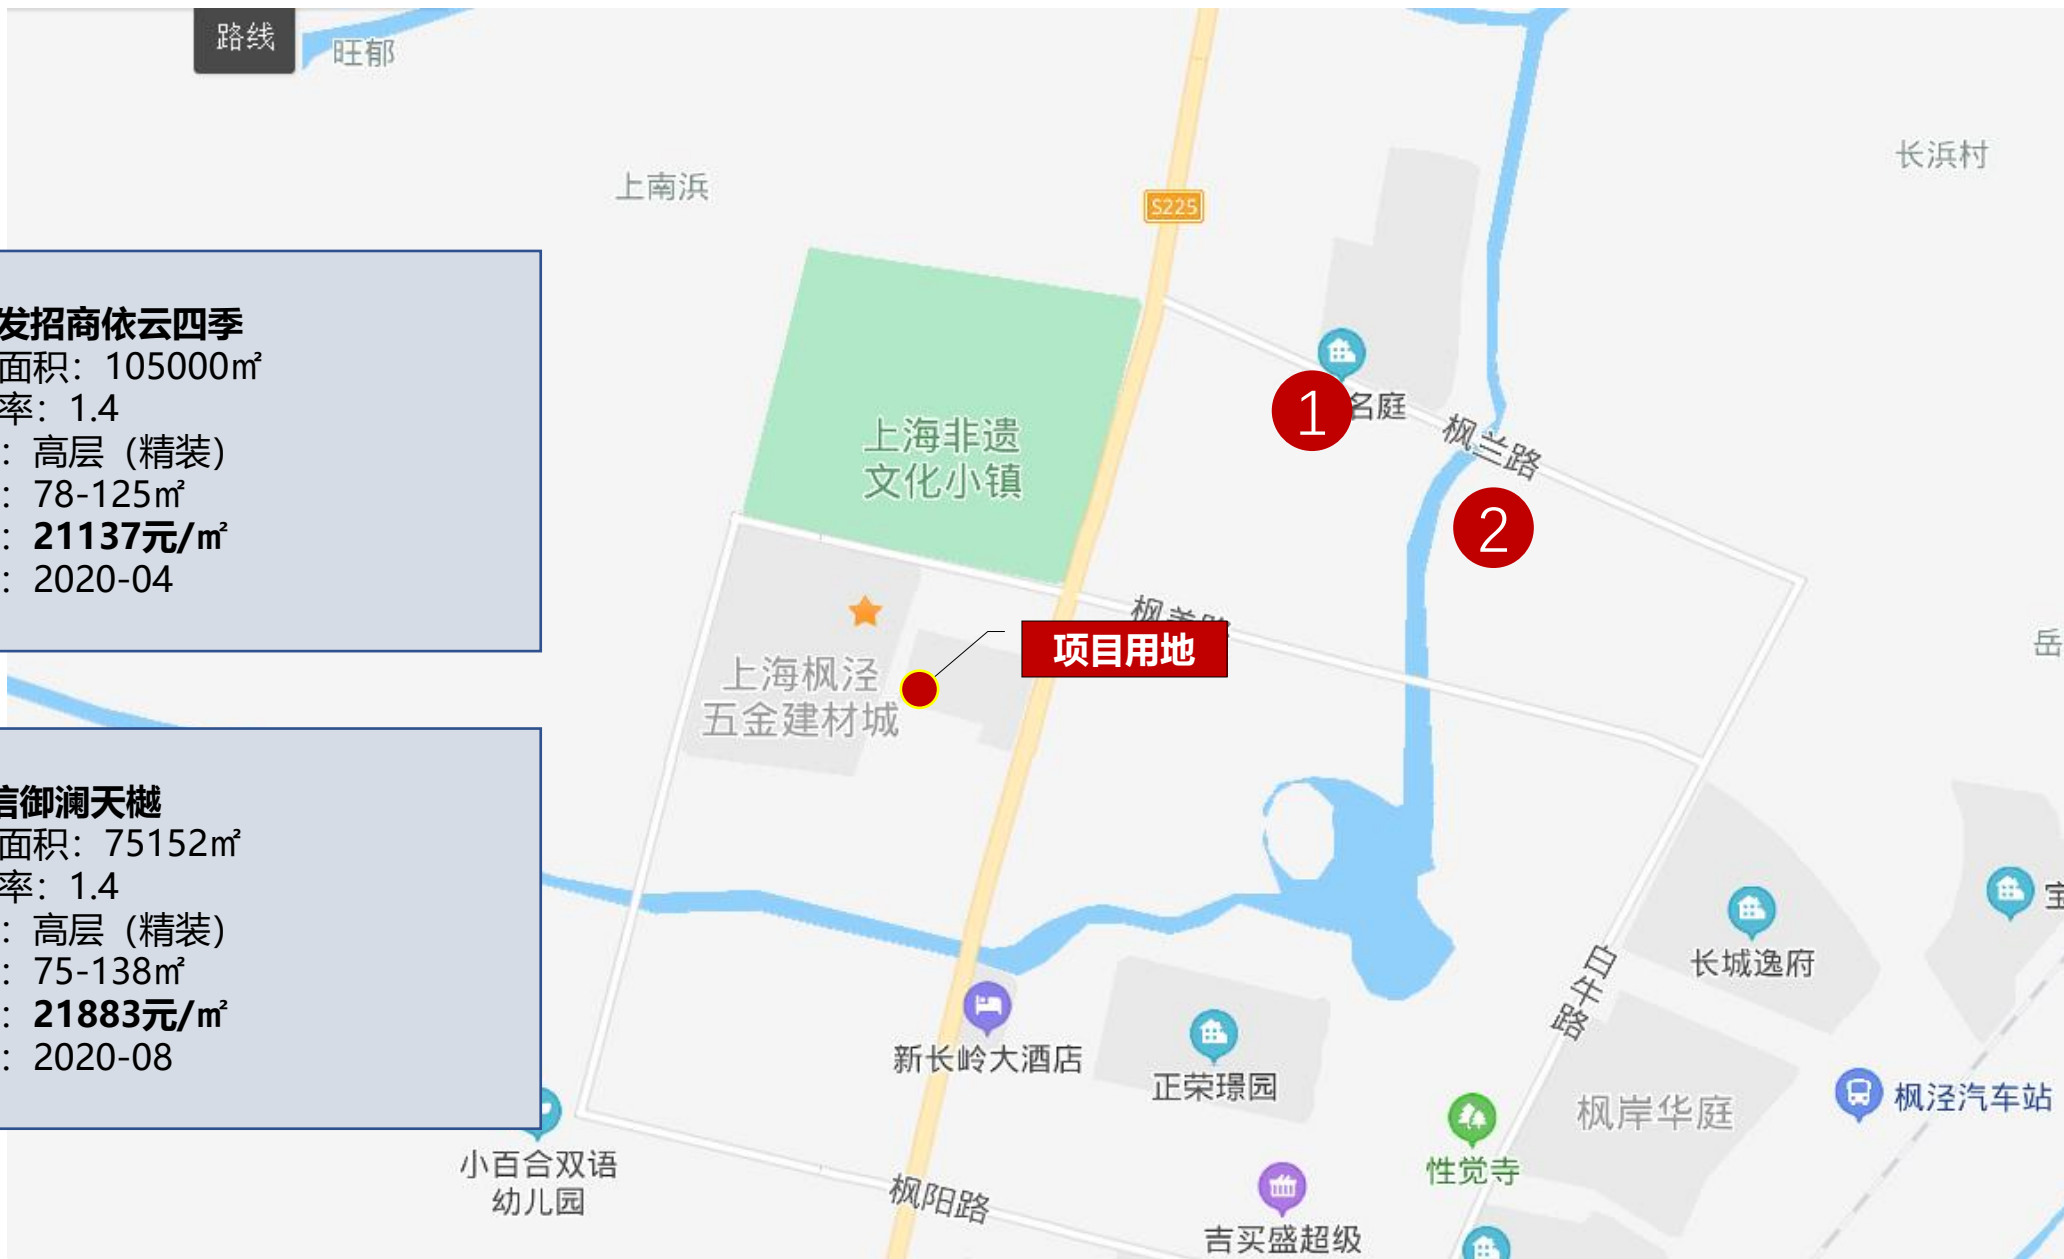 路线
旺郁
上南浜
长浜村
S225
发招商依云四季
面积：105000㎡
率：1.4
：高层（精装）
：78-125㎡
：21137元/㎡
：2020-04
上海非遗
文化小镇
1
名庭
枫兰路
2
项目用地
岳
上海枫泾
五金建材城
御澜天樾
面积：75152㎡
率：1.4
：高层（精装）
：75-138㎡
：21883元/㎡
：2020-08
长城逸府
白牛路
新长岭大酒店
正荣璟园
枫岸华庭
枫泾汽车站
性觉寺
小百合双语
幼儿园
枫阳路
吉买盛超级